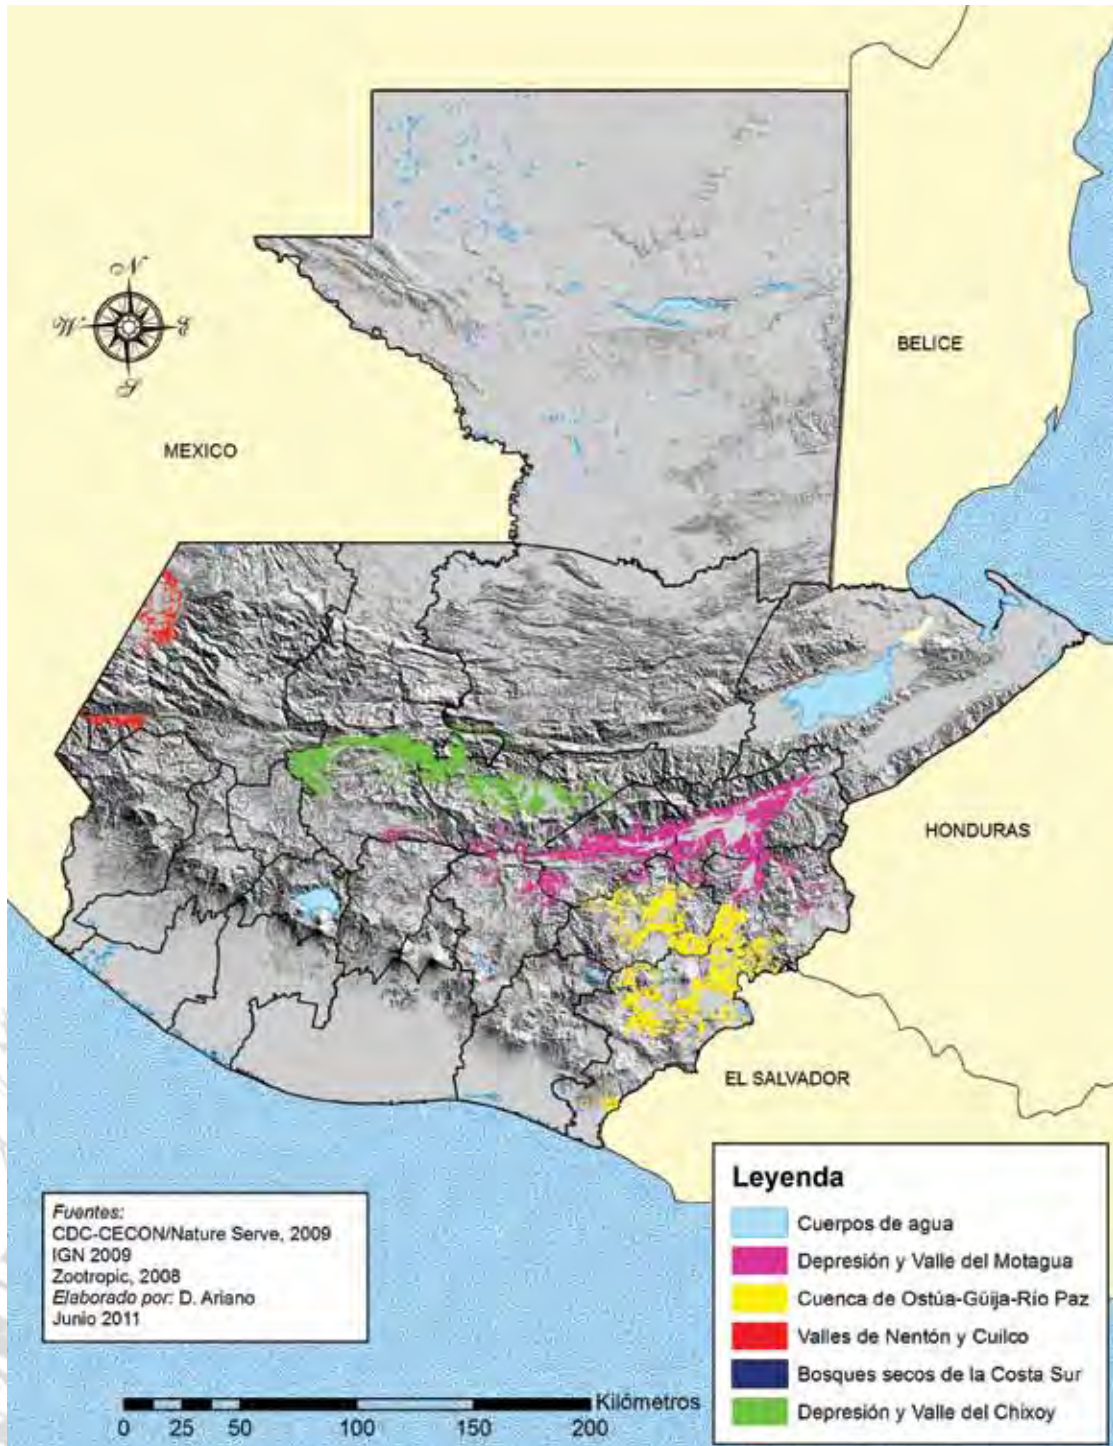 N
W
E
S
BELICE
MEXICO
HONDURAS
EL SALVADOR
Fuentes:
CDC-CECON/Nature Serve, 2009
IGN 2009
Zootropic, 2008
Elaborado por: D. Ariano
Junio 2011
Leyenda
Cuerpos de agua
Depresión y Valle del Motagua
Cuenca de Ostúa-Güija-Río Paz
Valles de Nentón y Cuilco
Bosques secos de la Costa Sur
Depresión y Valle del Chixoy
Kilómetros
0 25 50 100 150 200